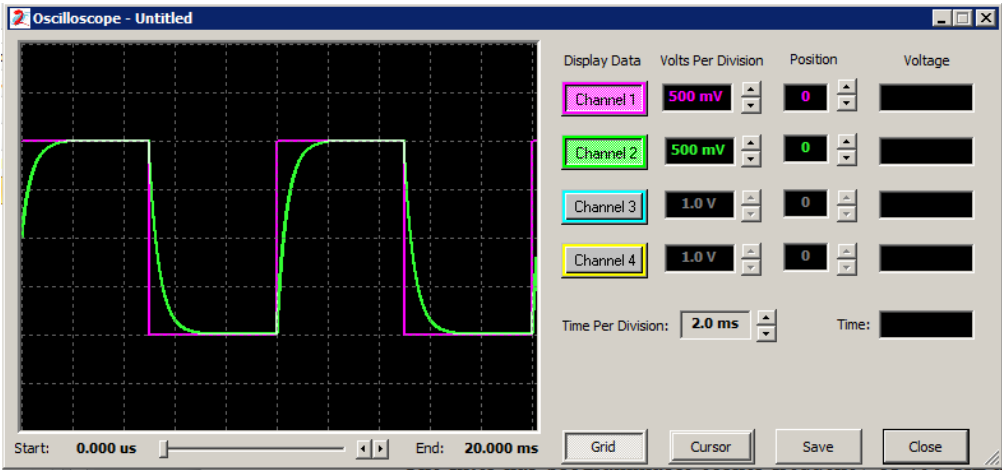 Oscilloscope - Untitled
Display Data Volts Per Division Position Voltage
Channel 1 500 mV 0
Channel 2 500 mV 0
Channel 3 1.0 V 0
Channel 4 1.0 V 0
Time Per Division: 2.0 ms Time:
Start: 0.000 us End: 20.000 ms Grid Cursor Save Close